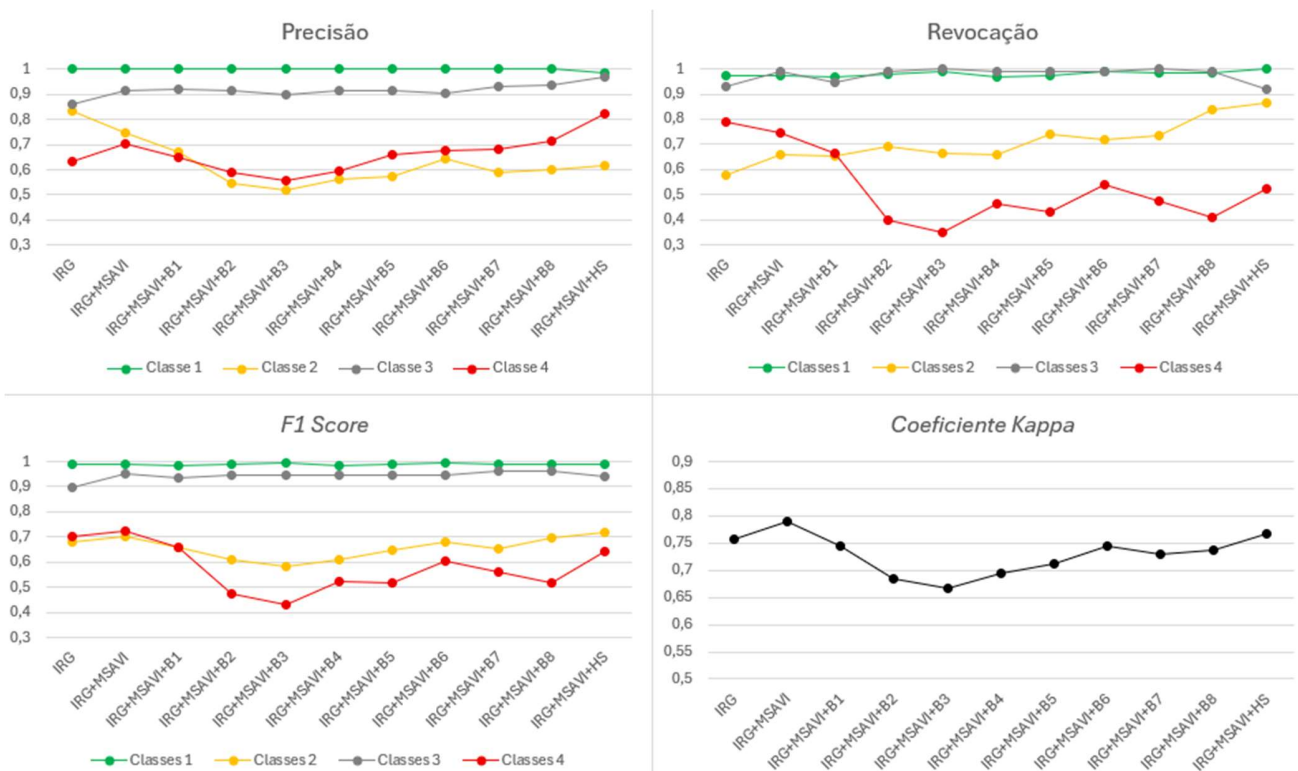 Precisão
1
0,9
0,8
0,7
0,6
0,5
0,4
0,3
IRG
IRG+MSAVI
IRG+MSAVI+B1
IRG+MSAVI+B2
IRG+MSAVI+B3
IRG+MSAVI+B4
IRG+MSAVI+B5
IRG+MSAVI+B6
IRG+MSAVI+B7
IRG+MSAVI+B8
IRG+MSAVI+HS
Classe 1 Classe 2 Classe 3 Classe 4
Revocação
1
0,9
0,8
0,7
0,6
0,5
0,4
0,3
IRG
IRG+MSAVI
IRG+MSAVI+B1
IRG+MSAVI+B2
IRG+MSAVI+B3
IRG+MSAVI+B4
IRG+MSAVI+B5
IRG+MSAVI+B6
IRG+MSAVI+B7
IRG+MSAVI+B8
IRG+MSAVI+HS
Classes 1 Classes 2 Classes 3 Classes 4
F1 Score
1
0,9
0,8
0,7
0,6
0,5
0,4
0,3
IRG
IRG+MSAVI
IRG+MSAVI+B1
IRG+MSAVI+B2
IRG+MSAVI+B3
IRG+MSAVI+B4
IRG+MSAVI+B5
IRG+MSAVI+B6
IRG+MSAVI+B7
IRG+MSAVI+B8
IRG+MSAVI+HS
Classes 1 Classes 2 Classes 3 Classes 4
Coeficiente Kappa
0,9
0,85
0,8
0,75
0,7
0,65
0,6
0,55
0,5
IRG
IRG+MSAVI
IRG+MSAVI+B1
IRG+MSAVI+B2
IRG+MSAVI+B3
IRG+MSAVI+B4
IRG+MSAVI+B5
IRG+MSAVI+B6
IRG+MSAVI+B7
IRG+MSAVI+B8
IRG+MSAVI+HS